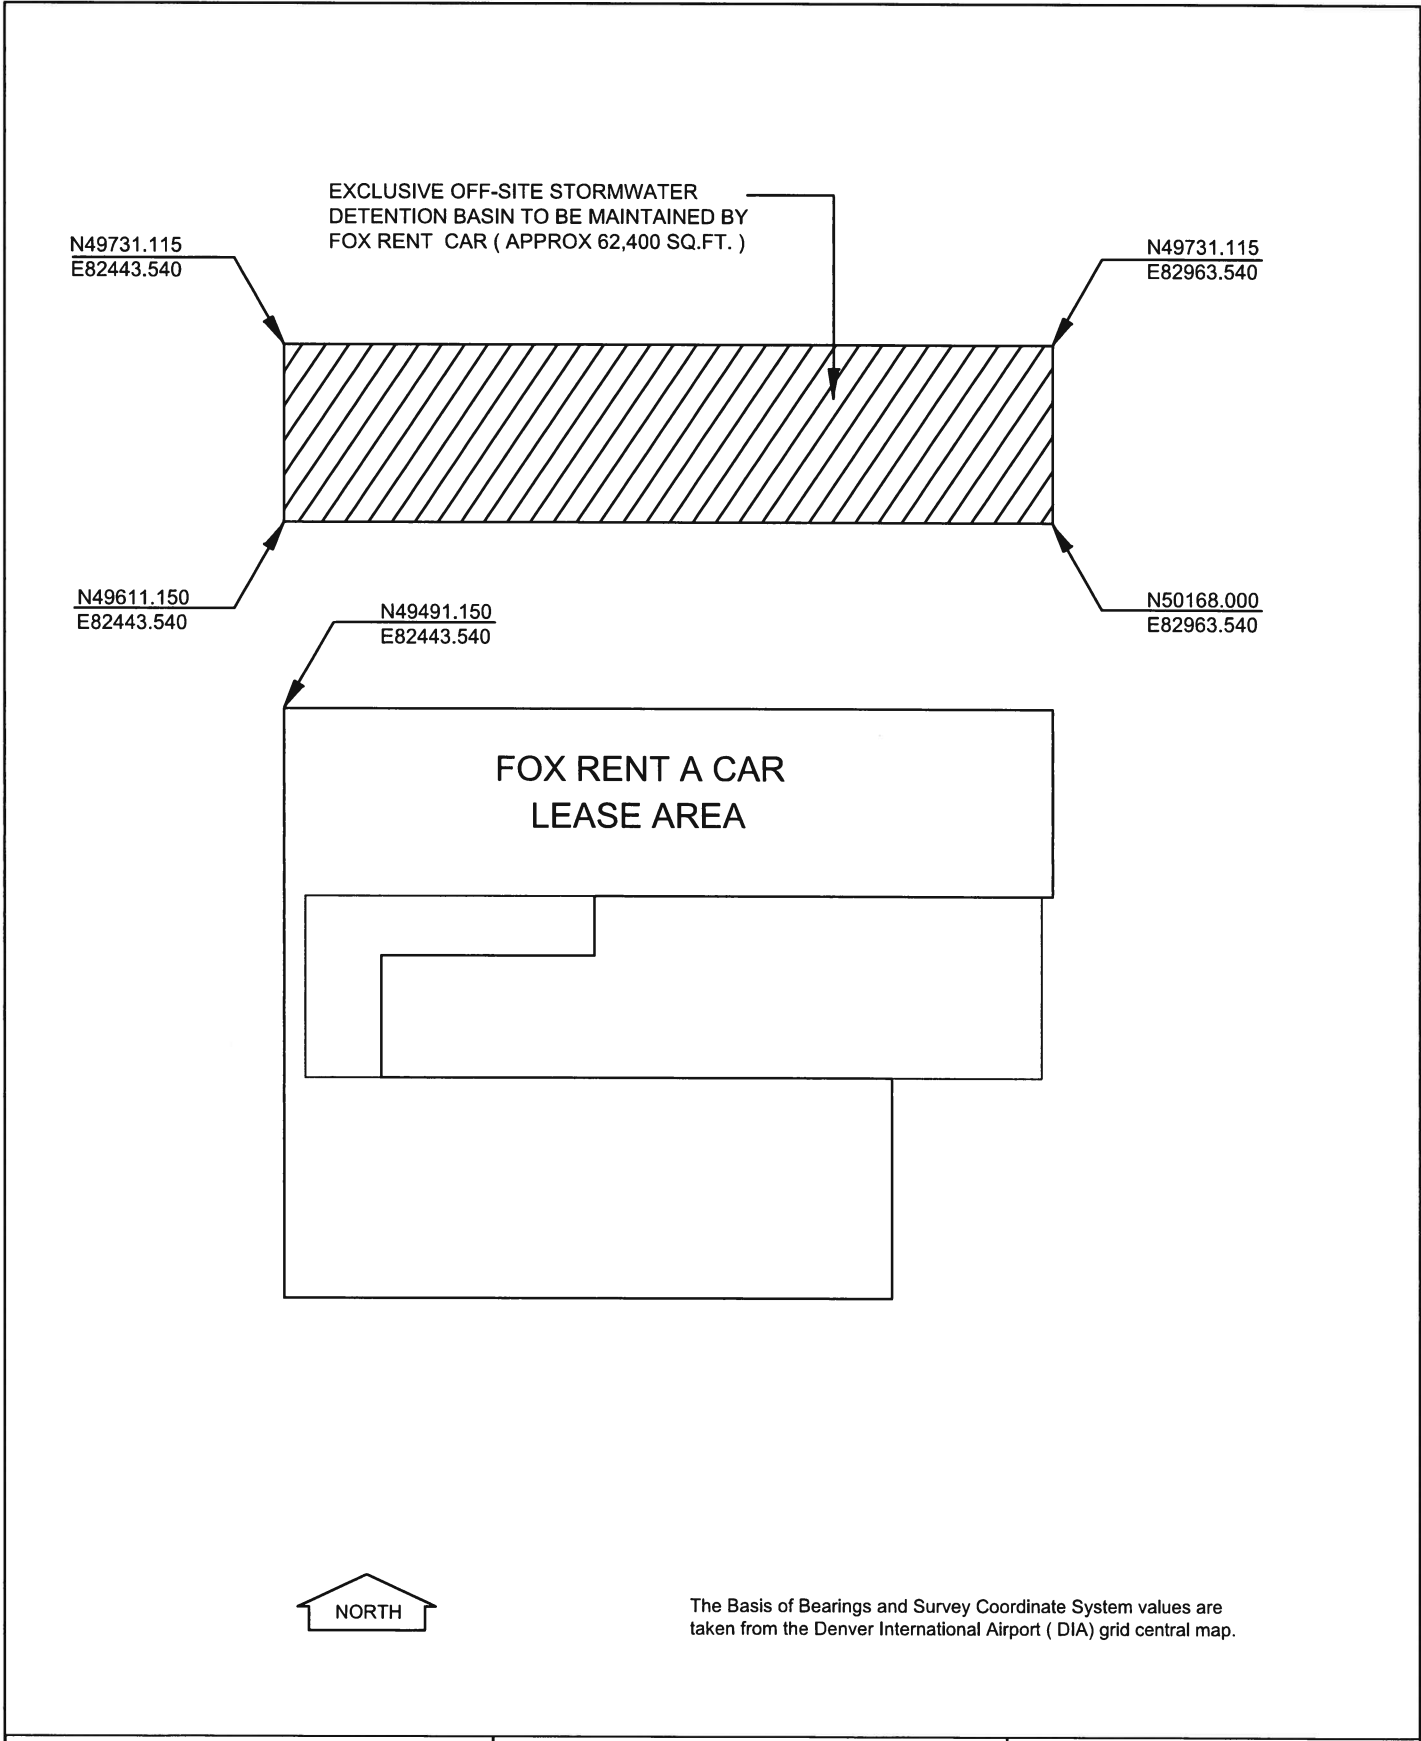 EXCLUSIVE OFF-SITE STORMWATER
DETENTION BASIN TO BE MAINTAINED BY
FOX RENT CAR ( APPROX 62,400 SQ.FT. )
N49731.115
E82443.540
N49731.115
E82963.540
N49611.150
E82443.540
N49491.150
E82443.540
N50168.000
E82963.540
FOX RENT A CAR
LEASE AREA
NORTH
The Basis of Bearings and Survey Coordinate System values are
taken from the Denver International Airport ( DIA) grid central map.